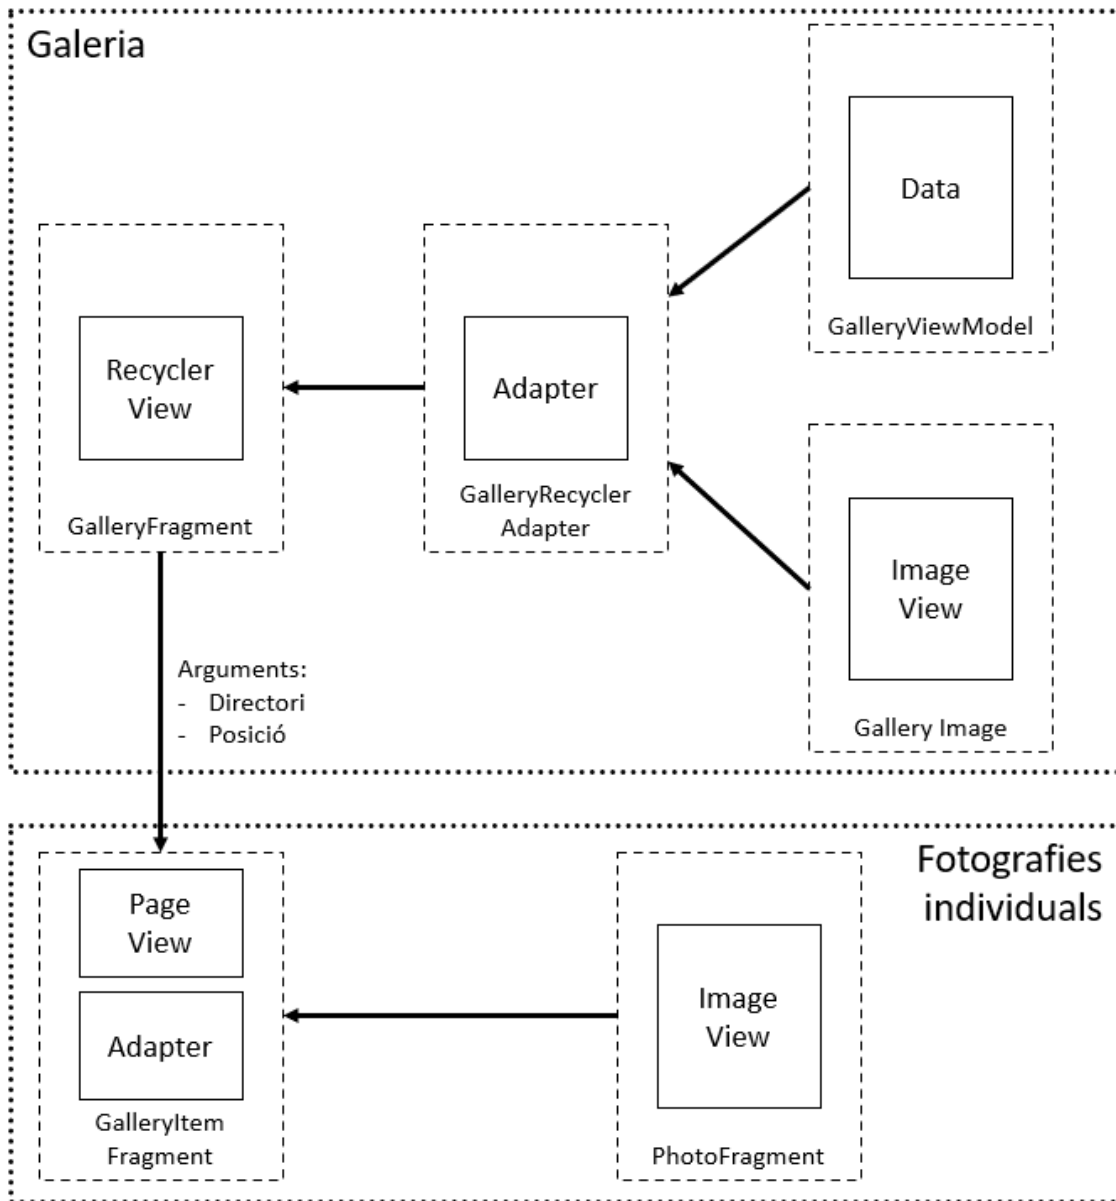 Galeria
Data
GalleryViewModel
Recycler
View
GalleryFragment
Adapter
GalleryRecycler
Adapter
Image
View
Gallery Image
Arguments:
- Directori
- Posició
Fotografies
individuals
Page
View
Adapter
GalleryItem
Fragment
Image
View
PhotoFragment